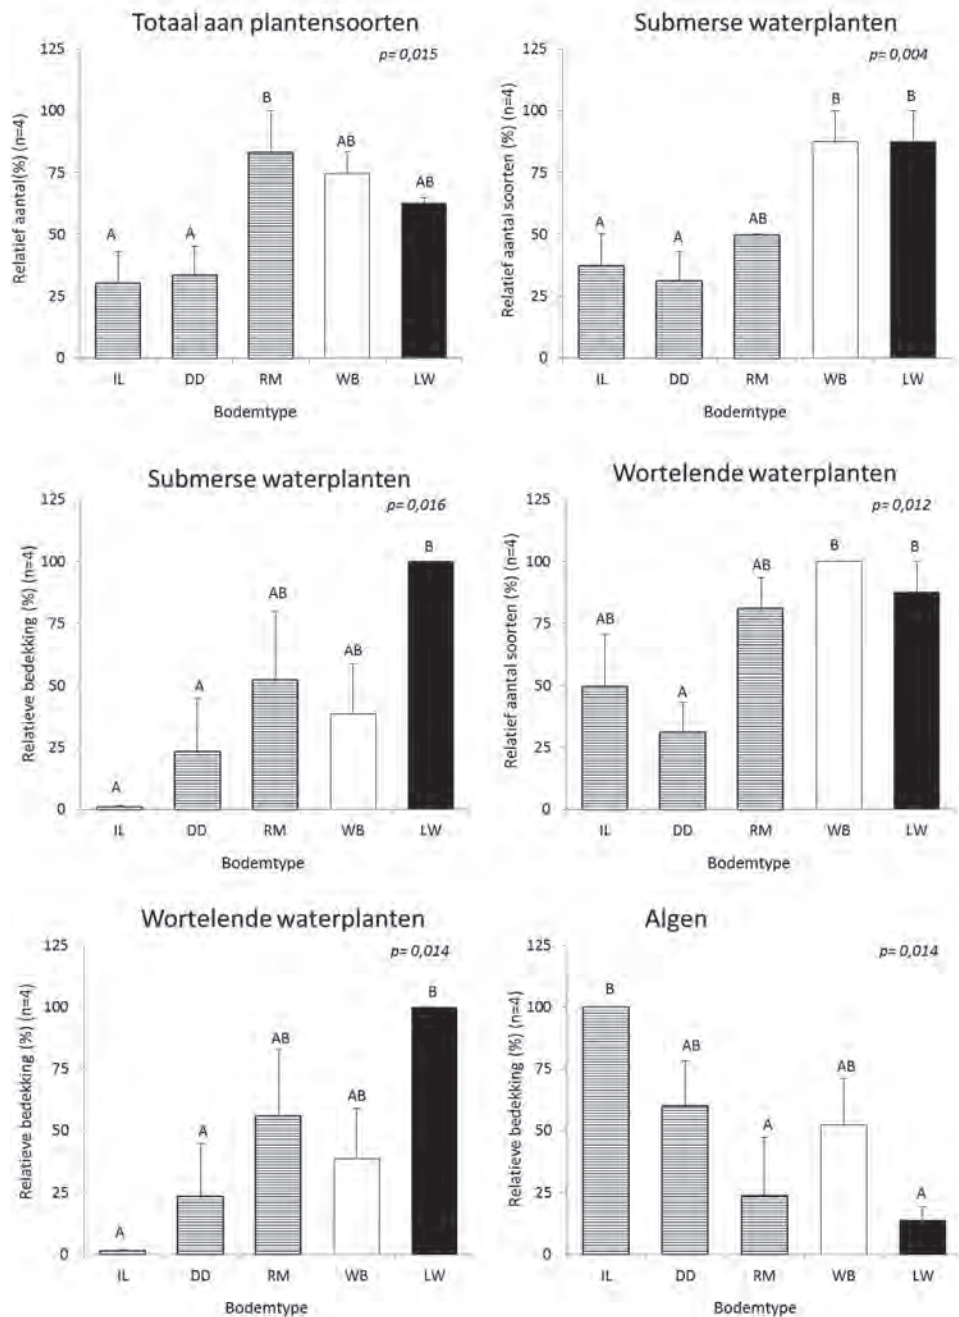 Totaal aan plantensoorten
p= 0,015
Relatief aantal(%) (n=4)
125
100
75
50
25
0
A
A
B
AB
AB
IL DD RM WB LW
Bodemtype
Submerse waterplanten
p= 0,004
Relatief aantal soorten (%) (n=4)
125
100
75
50
25
0
A
A
AB
B
B
IL DD RM WB LW
Bodemtype
Submerse waterplanten
p= 0,016
Relatieve bedekking (%) (n=4)
125
100
75
50
25
0
A
A
AB
AB
B
IL DD RM WB LW
Bodemtype
Wortelende waterplanten
p= 0,012
Relatief aantal soorten (%) (n=4)
125
100
75
50
25
0
AB
A
AB
B
B
IL DD RM WB LW
Bodemtype
Wortelende waterplanten
p= 0,014
Relatieve bedekking (%) (n=4)
125
100
75
50
25
0
A
A
AB
AB
B
IL DD RM WB LW
Bodemtype
Algen
p= 0,014
Relatieve bedekking (%) (n=4)
125
100
75
50
25
0
B
AB
A
AB
A
IL DD RM WB LW
Bodemtype